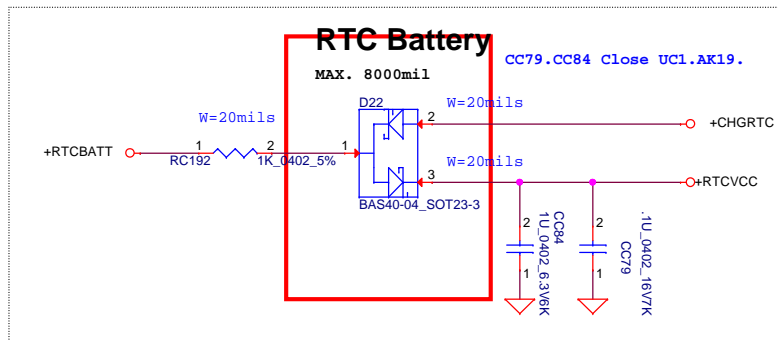 RTC Battery
CC79.CC84 Close UC1.AK19.
MAX. 8000mil
D22
W=20mils
2
+CHGRTC
W=20mils
+RTCBATT
1
2
1
RC192
1K_0402_5%
W=20mils
3
+RTCVCC
BAS40-04_SOT23-3
2
CC84
1U_0402_6.3V6K
1
2
.1U_0402_16V7K
CC79
1